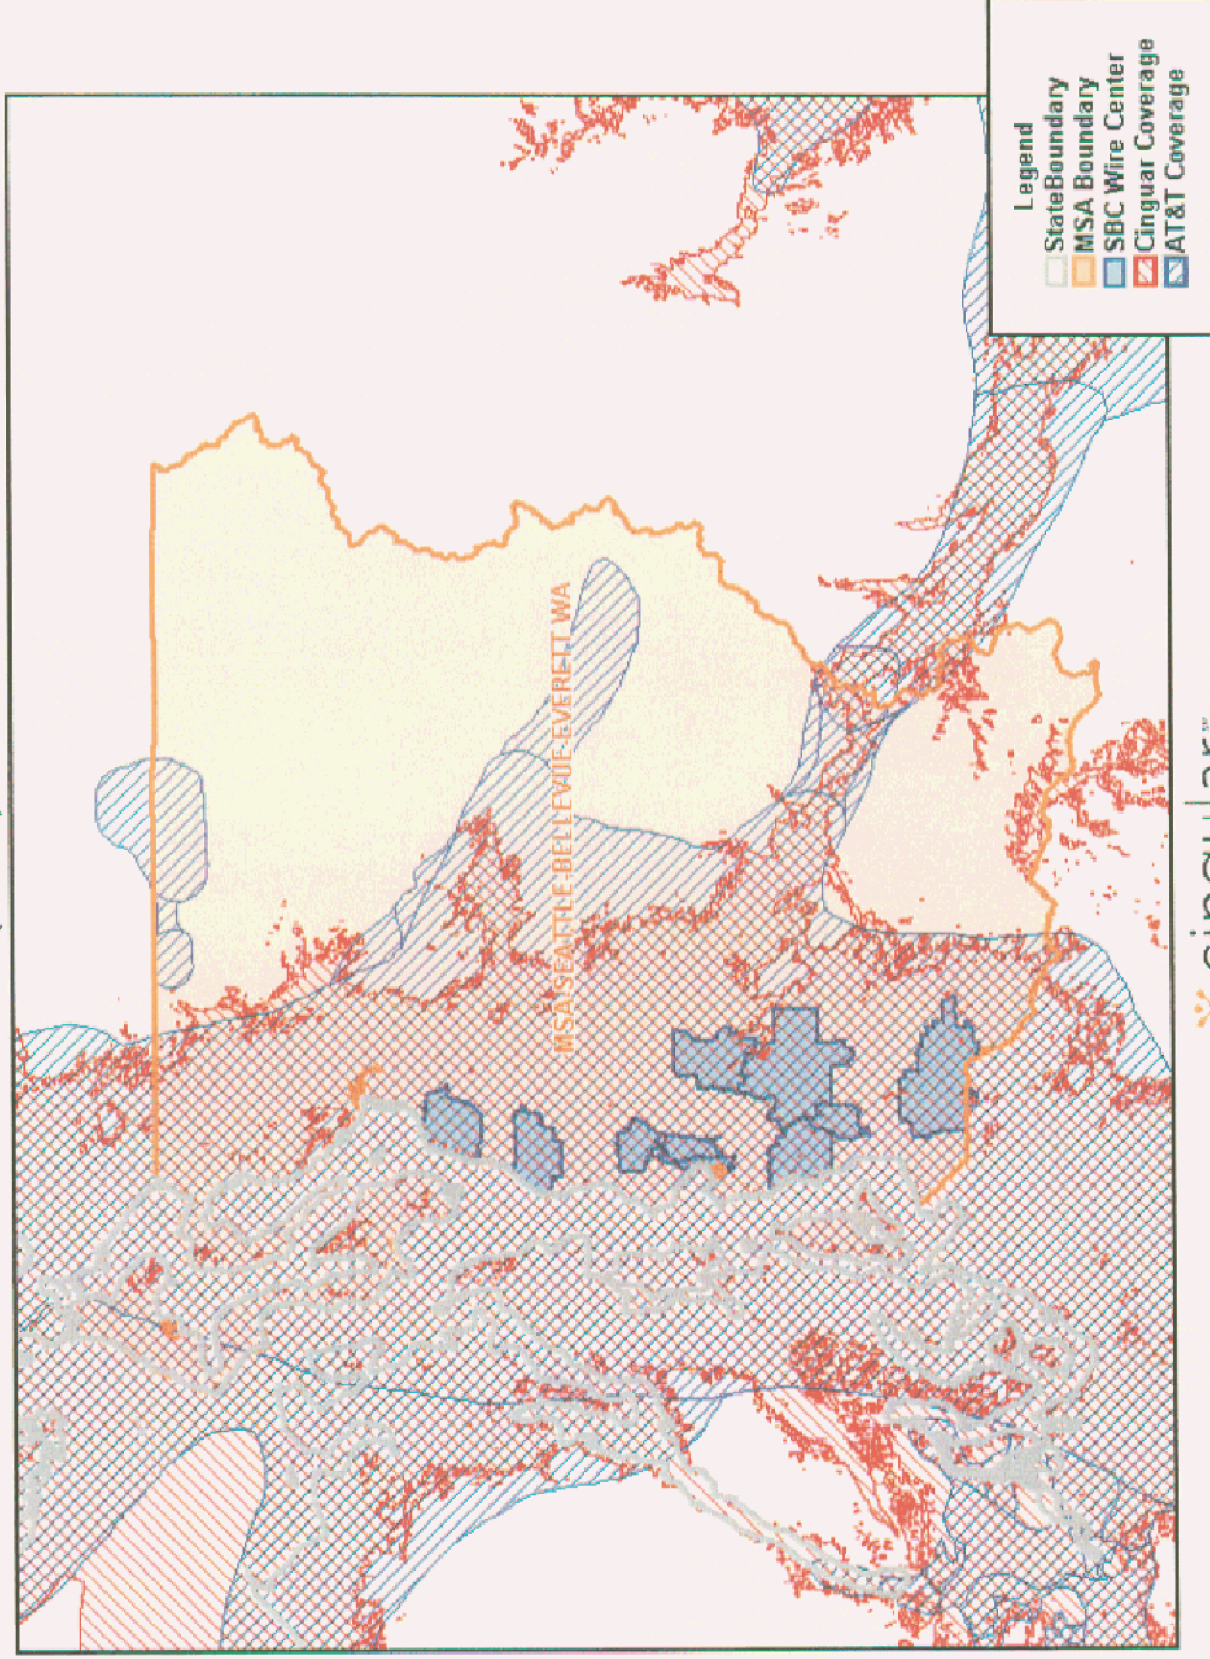 MSA:SEATTLE-BELLEVUE-EVERETT WA
Legend
StateBoundary
MSA Boundary
SBC Wire Center
Cinguar Coverage
AT&T Coverage